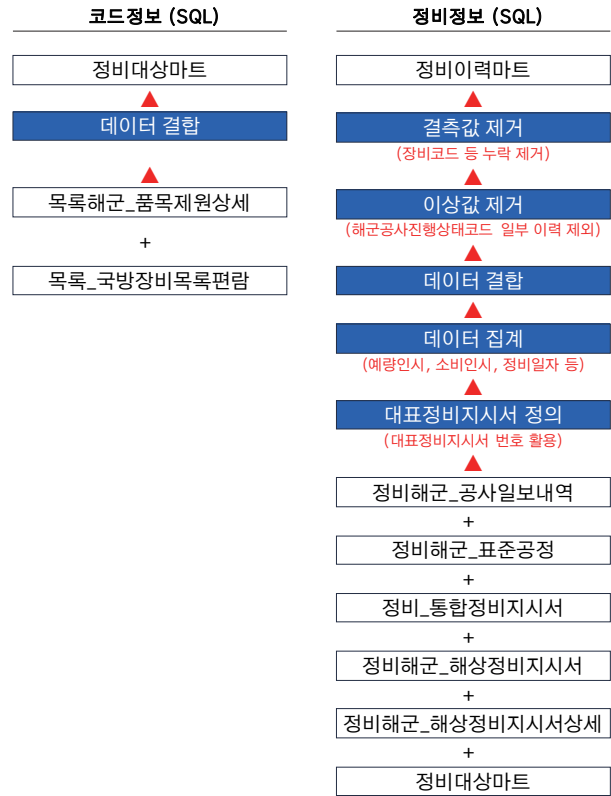 코드정보 (SQL)
정비대상마트
데이터 결합
목록해군_품목제원상세
+
목록_국방장비목록편람
정비정보 (SQL)
정비이력마트
결측값 제거
(장비코드 등 누락 제거)
이상값 제거
(해군공사진행상태코드 일부 이력 제외)
데이터 결합
데이터 집계
(예량인시, 소비인시, 정비일자 등)
대표정비지시서 정의
(대표정비지시서 번호 활용)
정비해군_공사일보내역
+
정비해군_표준공정
+
정비_통합정비지시서
+
정비해군_해상정비지시서
+
정비해군_해상정비지시서상세
+
정비대상마트